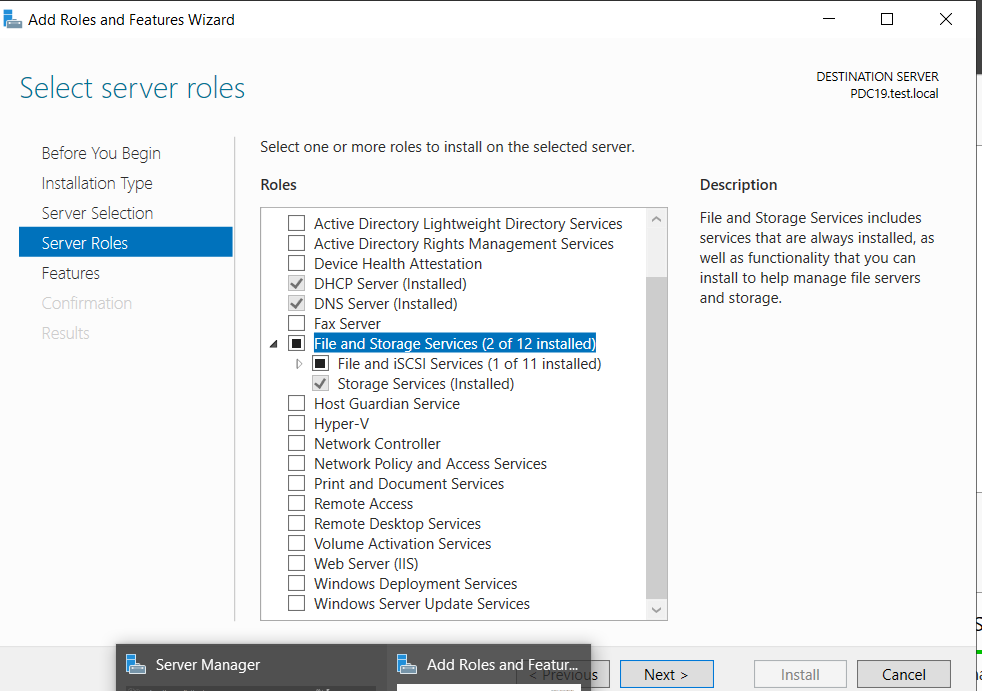 Add Roles and Features Wizard
Select server roles
DESTINATION SERVER
PDC19.test.local
Before You Begin
Installation Type
Server Selection
Server Roles
Features
Confirmation
Results
Select one or more roles to install on the selected server.
Roles
Active Directory Lightweight Directory Services
Active Directory Rights Management Services
Device Health Attestation
DHCP Server (Installed)
DNS Server (Installed)
Fax Server
File and Storage Services (2 of 12 installed)
File and iSCSI Services (1 of 11 installed)
Storage Services (Installed)
Host Guardian Service
Hyper-V
Network Controller
Network Policy and Access Services
Print and Document Services
Remote Access
Remote Desktop Services
Volume Activation Services
Web Server (IIS)
Windows Deployment Services
Windows Server Update Services
Description
File and Storage Services includes
services that are always installed, as
well as functionality that you can
install to help manage file servers
and storage.
Server Manager
Add Roles and Featur...
< Previous
Next >
Install
Cancel